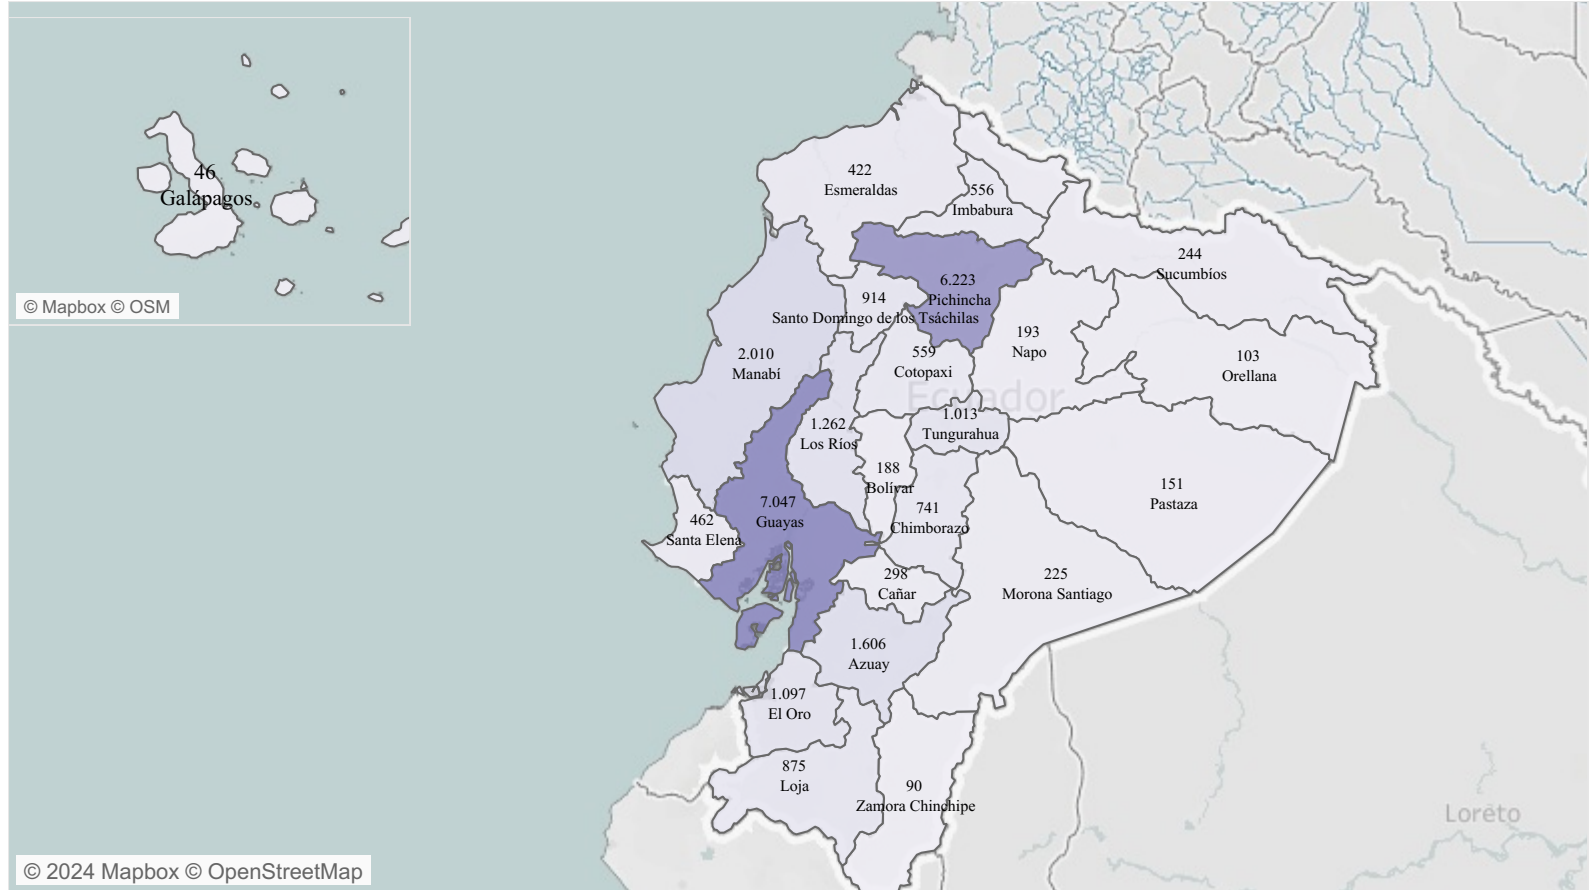 46
Galápagos
© Mapbox © OSM
422
Esmeraldas
556
Imbabura
244
Sucumbíos
6.223
Pichincha
914
Santo Domingo de los Tsáchilas
193
Napo
2.010
Manabí
559
Cotopaxi
103
Orellana
Ecuador
1.013
Tungurahua
1.262
Los Ríos
188
Bolívar
151
Pastaza
7.047
Guayas
741
Chimborazo
462
Santa Elena
298
Cañar
225
Morona Santiago
1.606
Azuay
1.097
El Oro
875
Loja
90
Zamora Chinchipe
Loreto
© 2024 Mapbox © OpenStreetMap